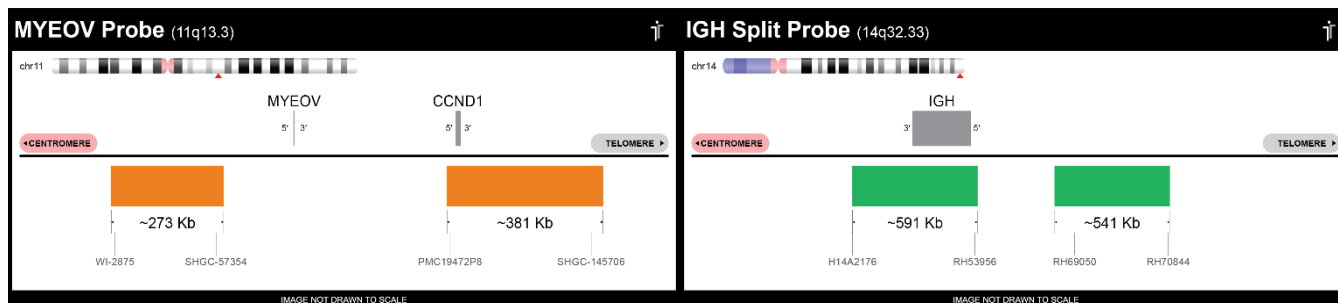 MYEOV Probe (11q13.3)
chr11
MYEOV
CCND1
5' 3'
5' 3'
◂CENTROMERE
TELOMERE ▸
~273 Kb
~381 Kb
WI-2875
SHGC-57354
PMC19472P8
SHGC-145706
IMAGE NOT DRAWN TO SCALE
IGH Split Probe (14q32.33)
chr14
IGH
3' 5'
◂CENTROMERE
TELOMERE ▸
~591 Kb
~541 Kb
H14A2176
RH53956
RH69050
RH70844
IMAGE NOT DRAWN TO SCALE